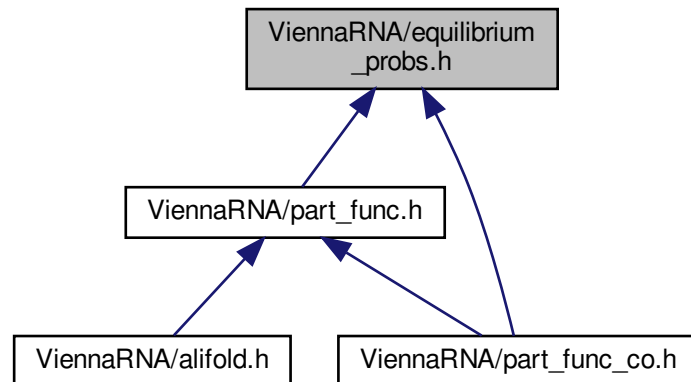 ViennaRNA/equilibrium
_probs.h
ViennaRNA/part_func.h
ViennaRNA/alifold.h
ViennaRNA/part_func_co.h